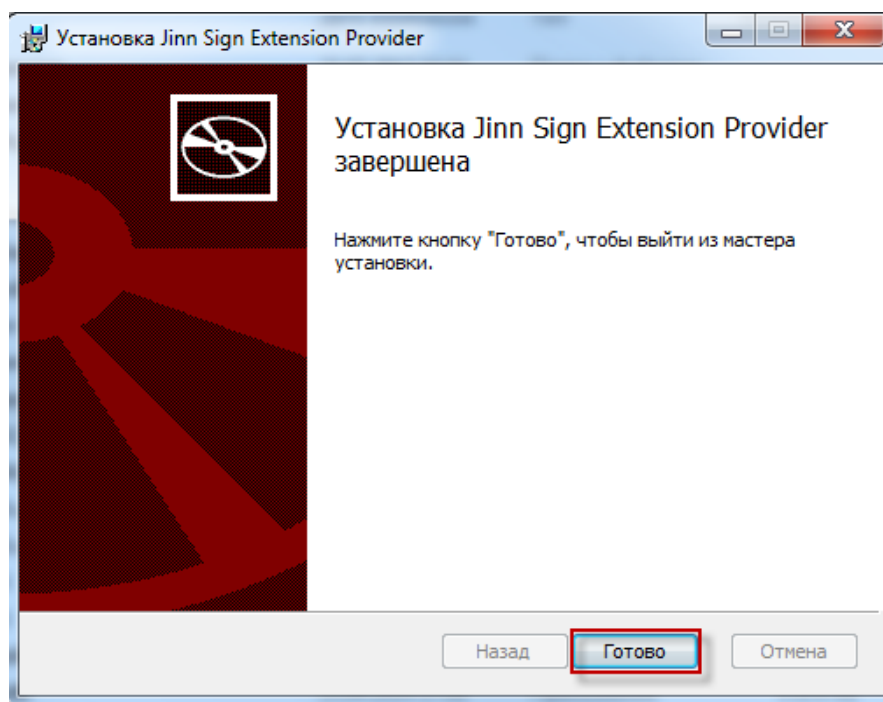 Установка Jinn Sign Extension Provider
Установка Jinn Sign Extension Provider
завершена
Нажмите кнопку "Готово", чтобы выйти из мастера
установки.
Назад
Готово
Отмена